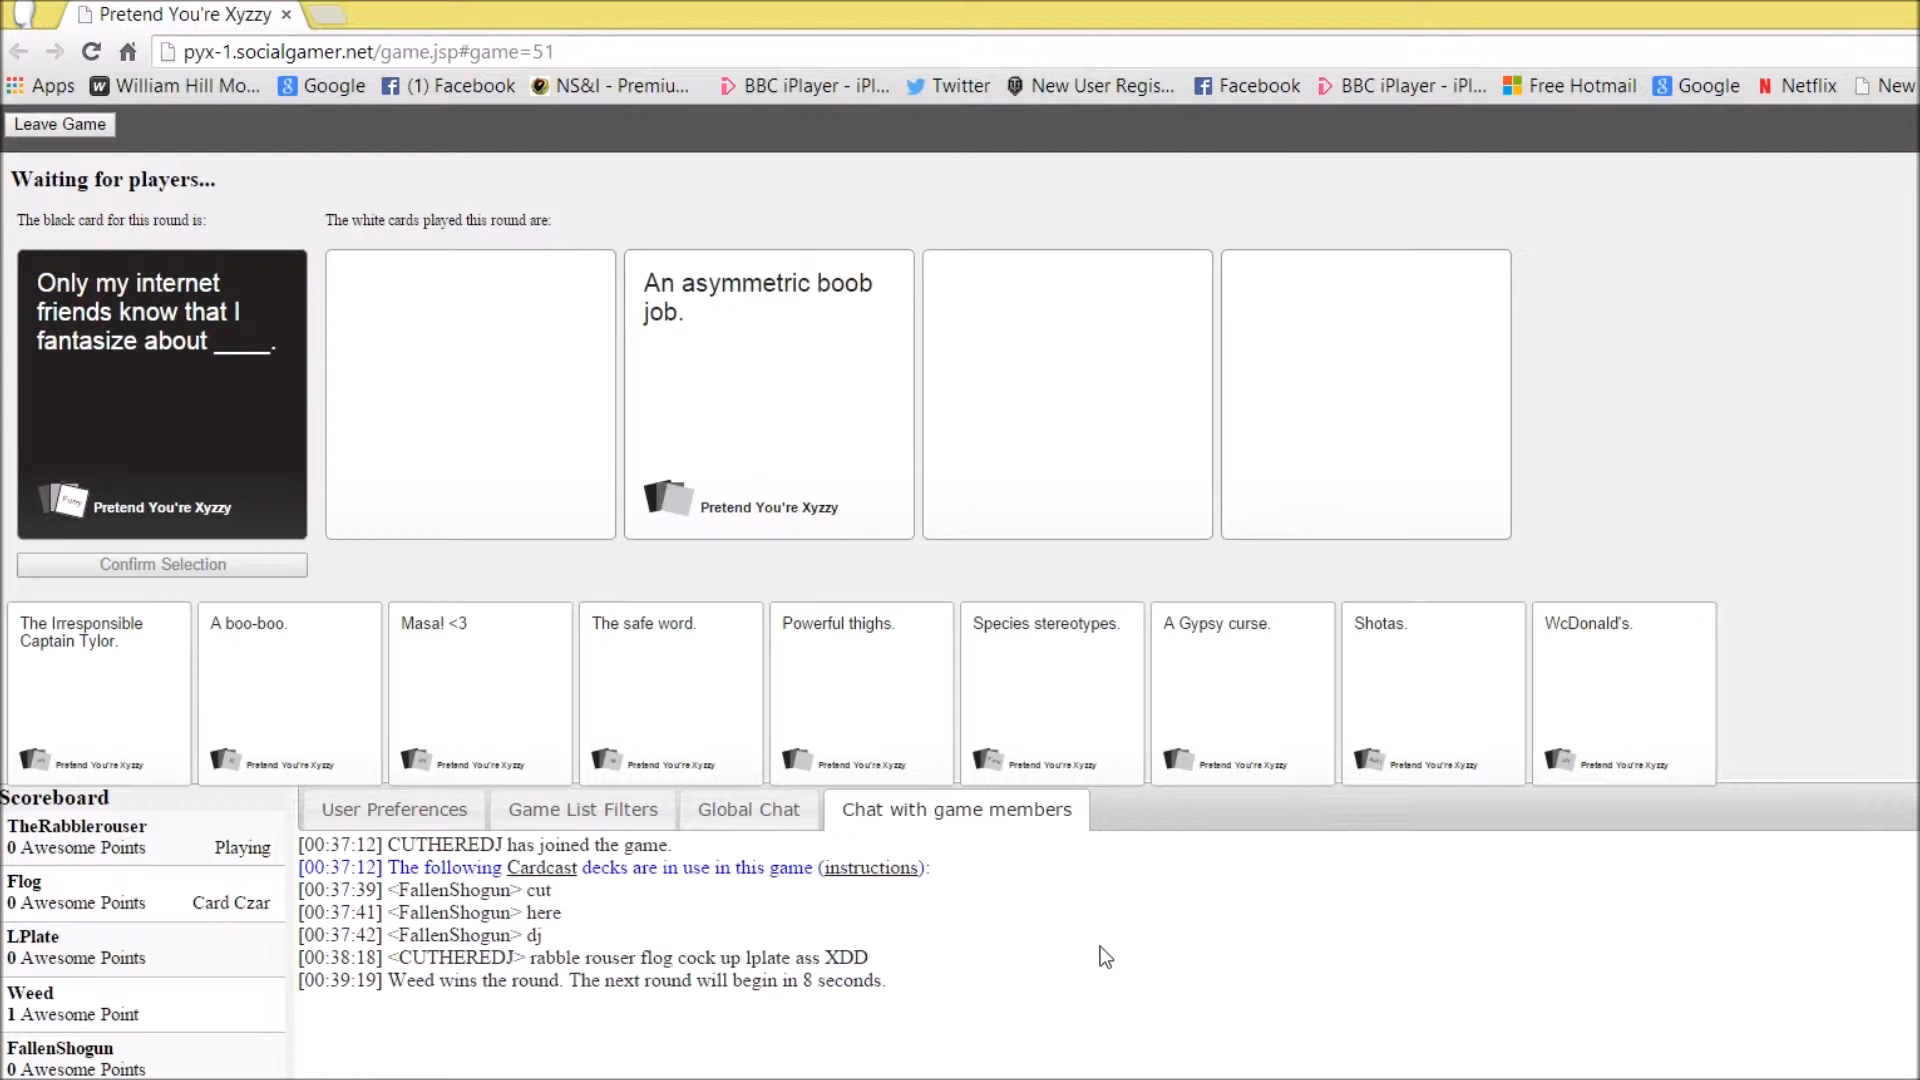 Pretend You're Xyzzy ×
pyx-1.socialgamer.net/game.jsp#game=51
Apps William Hill Mo... Google (1) Facebook NS&I - Premiu... BBC iPlayer - iPl... Twitter New User Regis... Facebook BBC iPlayer - iPl... Free Hotmail Google Netflix New
Leave Game
Waiting for players...
The black card for this round is:
The white cards played this round are:
Only my internet
friends know that I
fantasize about ____.
Pretend You're Xyzzy
An asymmetric boob
job.
Pretend You're Xyzzy
Confirm Selection
The Irresponsible
Captain Tylor.
Pretend You're Xyzzy
A boo-boo.
Pretend You're Xyzzy
Masa! <3
Pretend You're Xyzzy
The safe word.
Pretend You're Xyzzy
Powerful thighs.
Pretend You're Xyzzy
Species stereotypes.
Pretend You're Xyzzy
A Gypsy curse.
Pretend You're Xyzzy
Shotas.
Pretend You're Xyzzy
WcDonald's.
Pretend You're Xyzzy
Scoreboard
TheRabblerouser
0 Awesome Points Playing
Flog
0 Awesome Points Card Czar
LPlate
0 Awesome Points
Weed
1 Awesome Point
FallenShogun
0 Awesome Points
User Preferences Game List Filters Global Chat Chat with game members
[00:37:12] CUTHEREDJ has joined the game.
[00:37:12] The following Cardcast decks are in use in this game (instructions):
[00:37:39] <FallenShogun> cut
[00:37:41] <FallenShogun> here
[00:37:42] <FallenShogun> dj
[00:38:18] <CUTHEREDJ> rabble rouser flog cock up lplate ass XDD
[00:39:19] Weed wins the round. The next round will begin in 8 seconds.